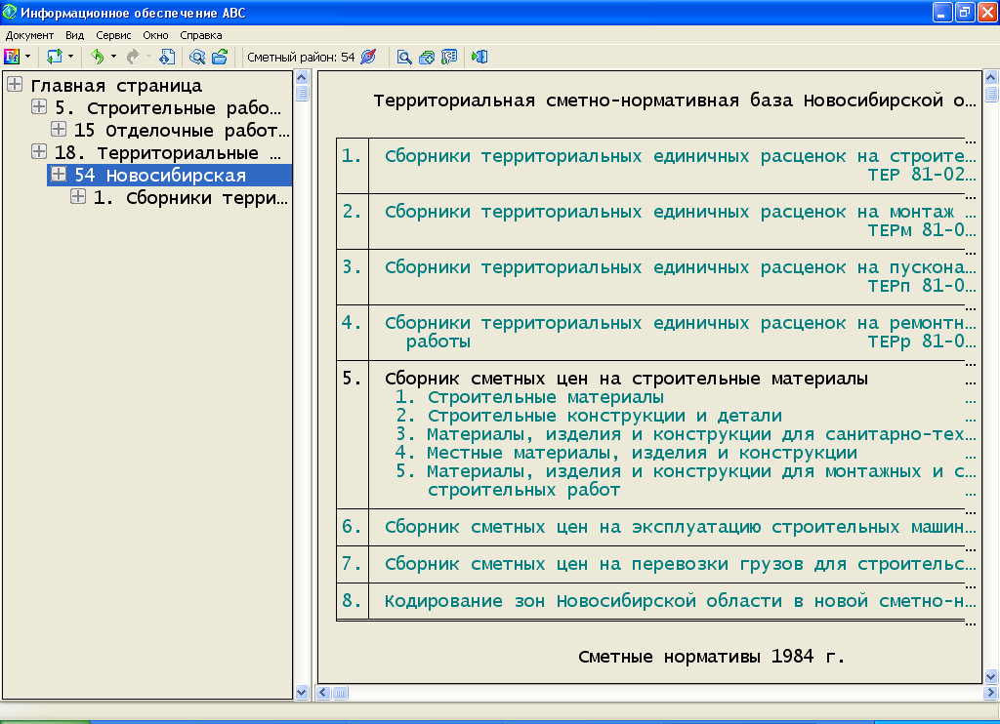 Информационное обеспечение АВС
Документ Вид Сервис Окно Справка
Сметный район: 54
Главная страница
5. Строительные рабо...
15 Отделочные работ...
18. Территориальные ...
54 Новосибирская
1. Сборники терри...
Территориальная сметно-нормативная база Новосибирской о...
...
1. Сборники территориальных единичных расценок на строите...
ТЕР 81-02...
...
2. Сборники территориальных единичных расценок на монтаж ...
ТЕРм 81-0...
...
3. Сборники территориальных единичных расценок на пускона...
ТЕРп 81-0...
...
4. Сборники территориальных единичных расценок на ремонтн...
работы ТЕРр 81-0...
...
5. Сборник сметных цен на строительные материалы ...
1. Строительные материалы ...
2. Строительные конструкции и детали ...
3. Материалы, изделия и конструкции для санитарно-тех...
4. Местные материалы, изделия и конструкции ...
5. Материалы, изделия и конструкции для монтажных и с...
строительных работ ...
...
6. Сборник сметных цен на эксплуатацию строительных машин...
...
7. Сборник сметных цен на перевозки грузов для строительс...
...
8. Кодирование зон Новосибирской области в новой сметно-н...
...
Сметные нормативы 1984 г.